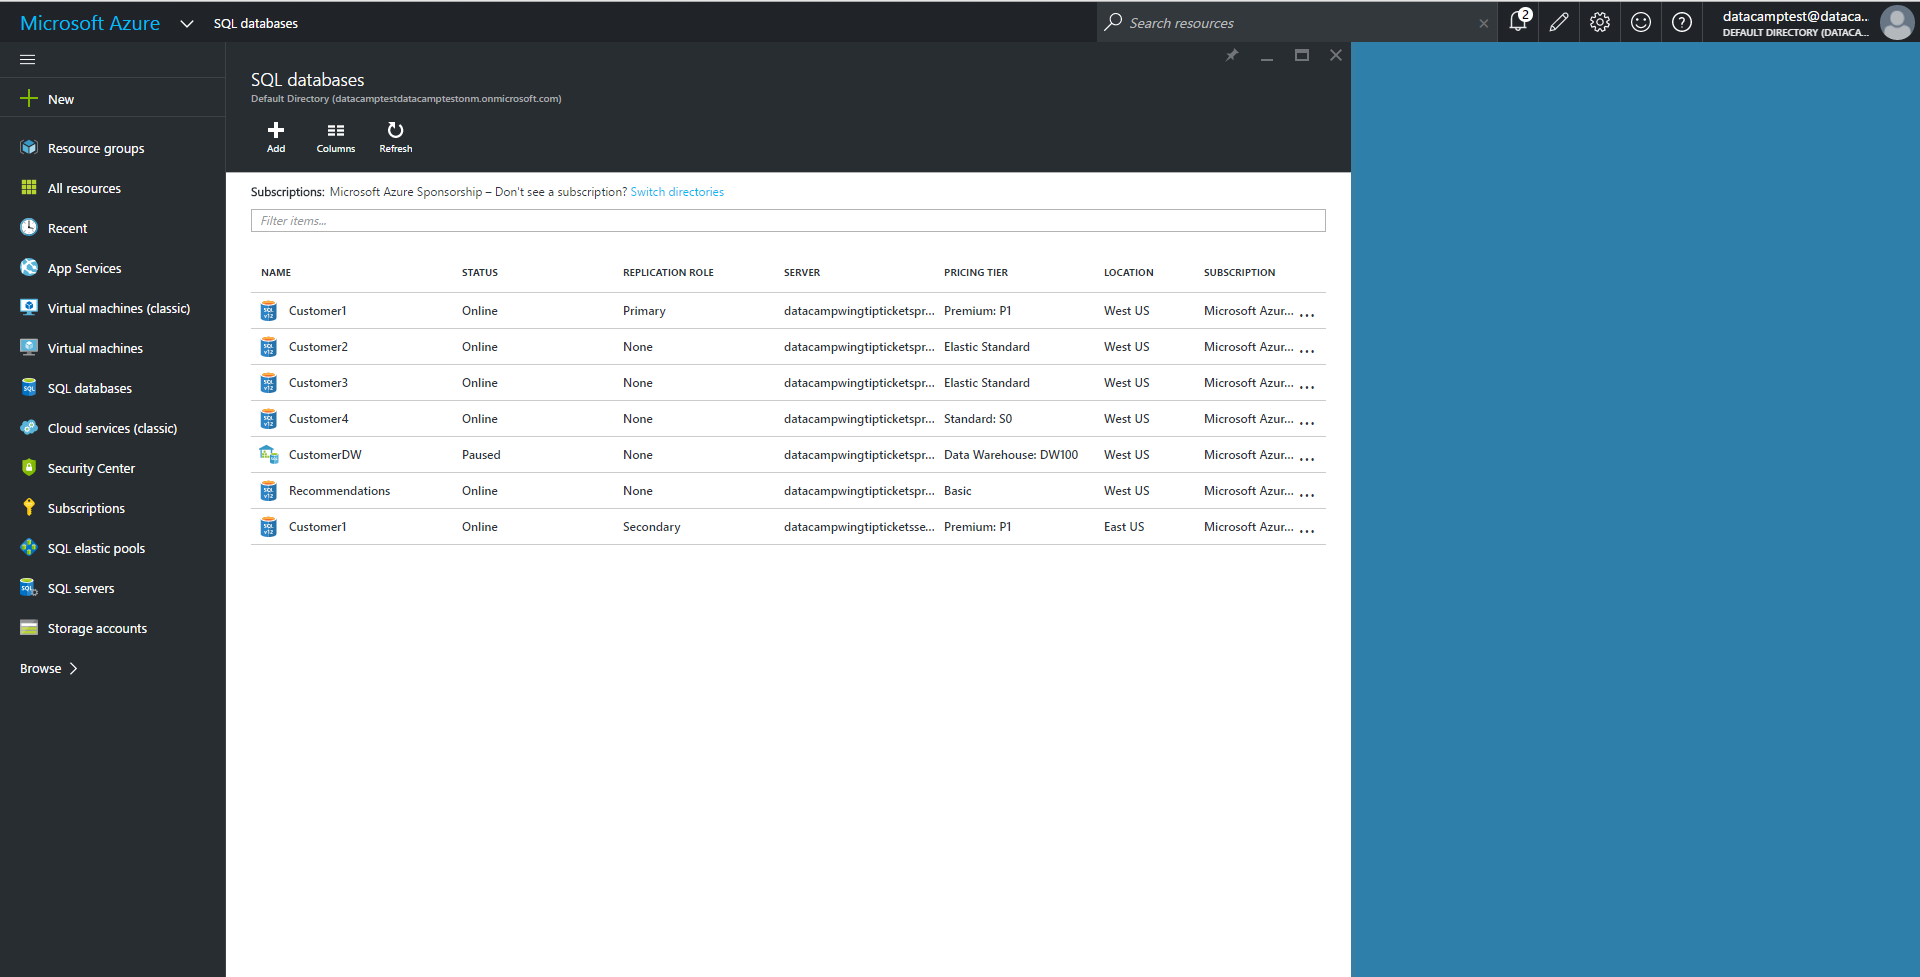 Microsoft Azure SQL databases Search resources 2 datacamptest@dataca...
DEFAULT DIRECTORY (DATACA...
SQL databases
Default Directory (datacamptestdatacamptestonm.onmicrosoft.com)
New
Add Columns Refresh
Resource groups
All resources
Recent
App Services
Virtual machines (classic)
Virtual machines
SQL databases
Cloud services (classic)
Security Center
Subscriptions
SQL elastic pools
SQL servers
Storage accounts
Browse
Subscriptions: Microsoft Azure Sponsorship – Don't see a subscription? Switch directories
Filter items...
NAME STATUS REPLICATION ROLE SERVER PRICING TIER LOCATION SUBSCRIPTION
Customer1 Online Primary datacampwingtipticketspr... Premium: P1 West US Microsoft Azur... ...
Customer2 Online None datacampwingtipticketspr... Elastic Standard West US Microsoft Azur... ...
Customer3 Online None datacampwingtipticketspr... Elastic Standard West US Microsoft Azur... ...
Customer4 Online None datacampwingtipticketspr... Standard: S0 West US Microsoft Azur... ...
CustomerDW Paused None datacampwingtipticketspr... Data Warehouse: DW100 West US Microsoft Azur... ...
Recommendations Online None datacampwingtipticketspr... Basic West US Microsoft Azur... ...
Customer1 Online Secondary datacampwingtipticketsse... Premium: P1 East US Microsoft Azur... ...